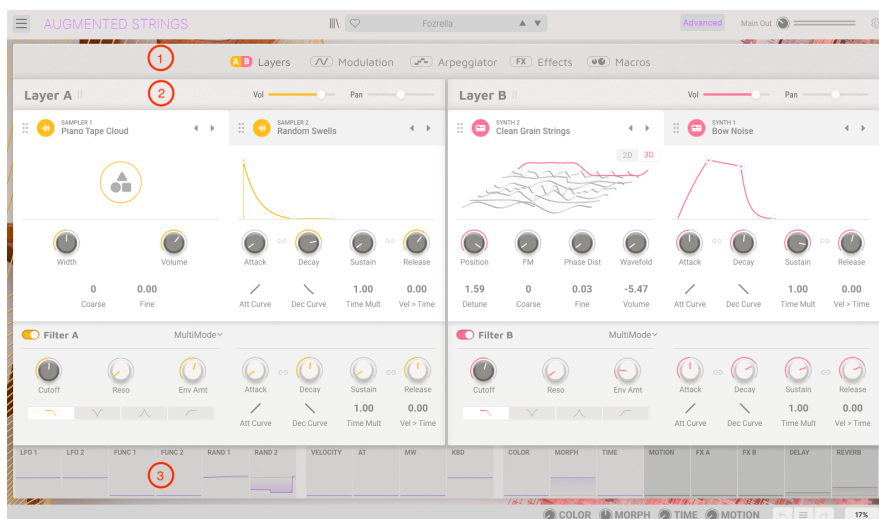 AUGMENTED STRINGS Fozrella Advanced Main Out
1 A B Layers Modulation Arpeggiator FX Effects Macros
Layer A 2 Vol Pan Layer B Vol Pan
SAMPLER 1 SAMPLER 2 SYNTH 2 SYNTH 1
Piano Tape Cloud Random Swells Clean Grain Strings Bow Noise
2D 3D
Width Volume Attack Decay Sustain Release Position FM Phase Dist Wavefold Attack Decay Sustain Release
0 0.00 1.00 0.00 1.59 0 0.03 -5.47 1.00 0.00
Coarse Fine Att Curve Dec Curve Time Mult Vel > Time Detune Coarse Fine Volume Att Curve Dec Curve Time Mult Vel > Time
Filter A MultiMode Filter B MultiMode
Cutoff Reso Env Amt Attack Decay Sustain Release Cutoff Reso Env Amt Attack Decay Sustain Release
1.00 0.00 1.00 0.00
Att Curve Dec Curve Time Mult Vel > Time Att Curve Dec Curve Time Mult Vel > Time
LFO 1 LFO 2 FUNC 1 FUNC 2 RAND 1 RAND 2 VELOCITY AT MW KBD COLOR MORPH TIME MOTION FX A FX B DELAY REVERB
3
COLOR MORPH TIME MOTION 17%